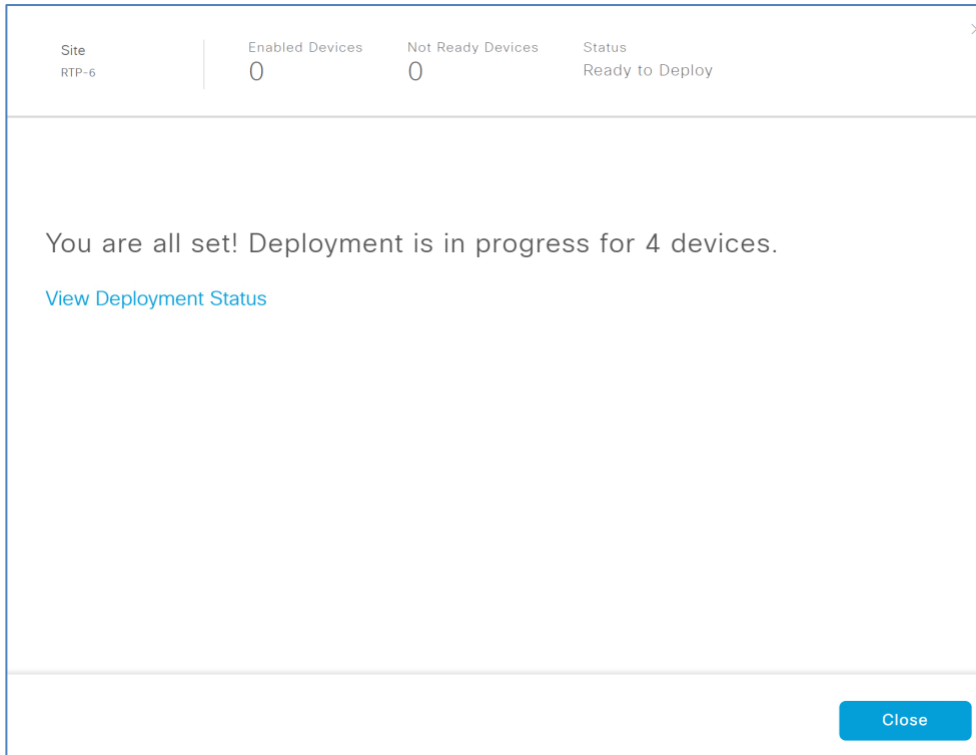 Site
RTP-6
Enabled Devices
0
Not Ready Devices
0
Status
Ready to Deploy
You are all set! Deployment is in progress for 4 devices.
View Deployment Status
Close